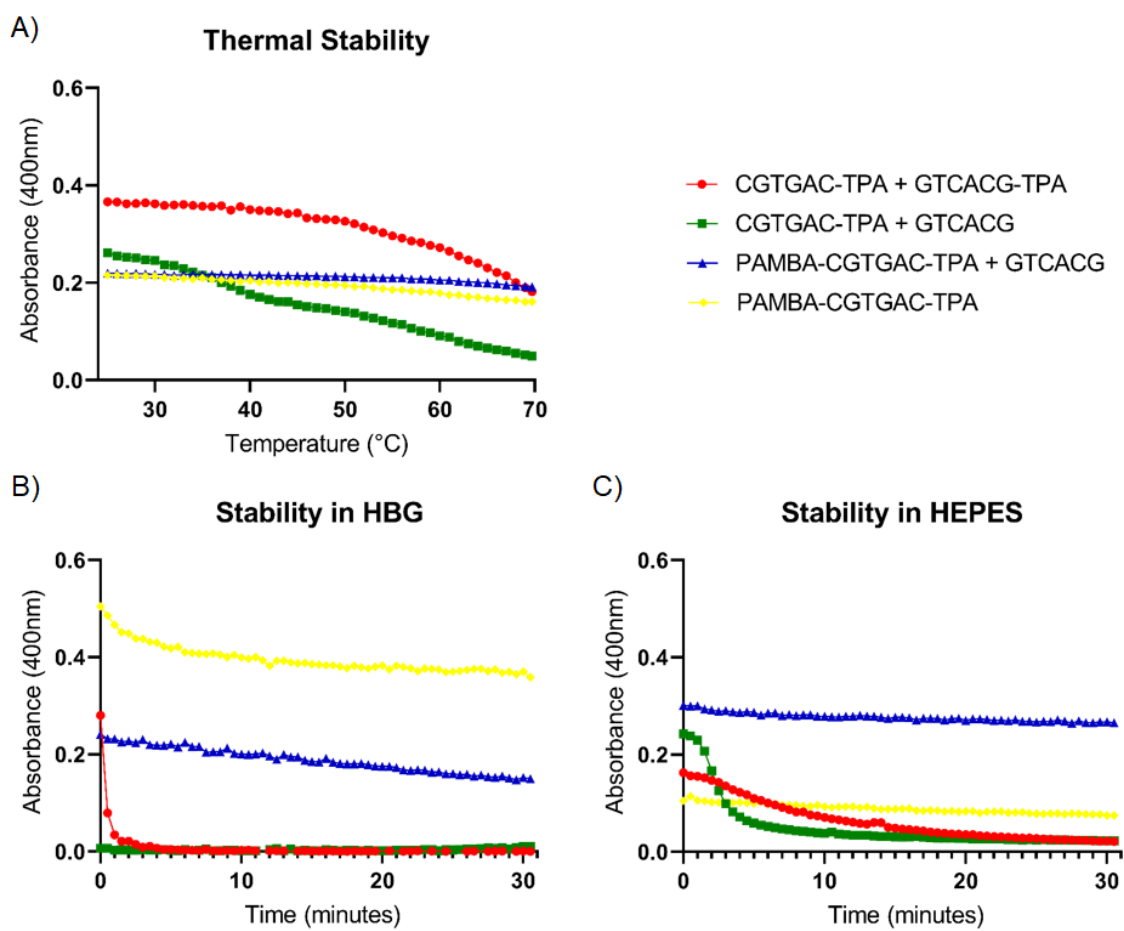 A)
Thermal Stability
0.6
0.4
0.2
0.0
Absorbance (400nm)
30 40 50 60 70
Temperature (°C)
CGTGAC-TPA + GTCACG-TPA
CGTGAC-TPA + GTCACG
PAMBA-CGTGAC-TPA + GTCACG
PAMBA-CGTGAC-TPA
B)
Stability in HBG
0.6
0.4
0.2
0.0
Absorbance (400nm)
0 10 20 30
Time (minutes)
C)
Stability in HEPES
0.6
0.4
0.2
0.0
Absorbance (400nm)
0 10 20 30
Time (minutes)